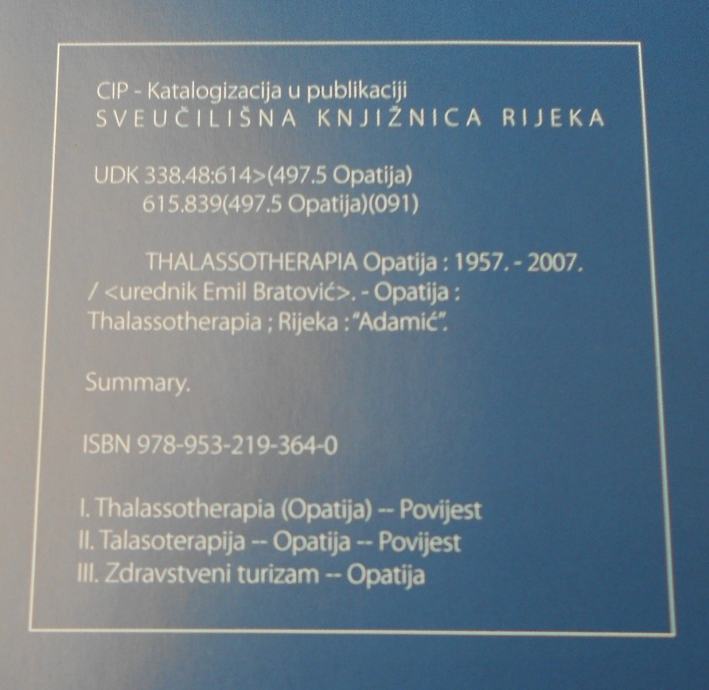 CIP - Katalogizacija u publikaciji
SVEUČILIŠNA KNJIŽNICA RIJEKA
UDK 338.48:614>(497.5 Opatija)
615.839(497.5 Opatija)(091)
THALASSOTHERAPIA Opatija : 1957. - 2007.
/ <urednik Emil Bratović>. - Opatija :
Thalassotherapia ; Rijeka : "Adamić".
Summary.
ISBN 978-953-219-364-0
I. Thalassotherapia (Opatija) -- Povijest
II. Talasoterapija -- Opatija -- Povijest
III. Zdravstveni turizam -- Opatija